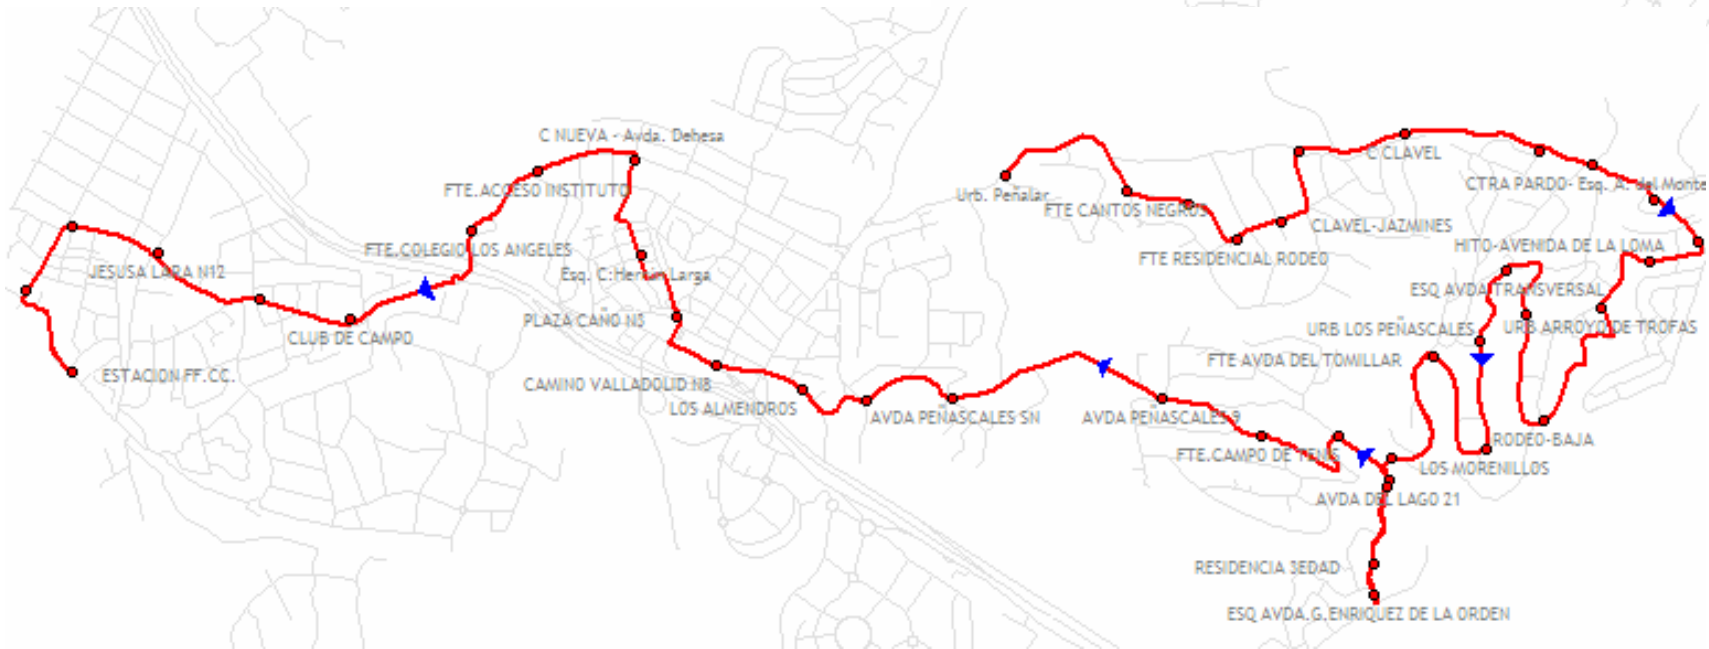 C NUEVA - Avda. Dehesa
C CLAVEL
FTE.ACCESO INSTITUTO
Urb. Peñalar
CTRA PARDO- Esq. A. del Monte
FTE CANTOS NEGROS
CLAVEL-JAZMINES
FTE.COLEGIO LOS ANGELES
HITO-AVENIDA DE LA LOMA
FTE RESIDENCIAL RODEO
JESUSA LARA N12
Larga
ESQ AVDA TRANSVERSAL
PLAZA CAÑO N3
URB LOS PEÑASCALES
URB ARROYO DE TROFAS
CLUB DE CAMPO
FTE AVDA DEL TOMILLAR
ESTACION FF.CC.
CAMINO VALLADOLID N8
LOS ALMENDROS
AVDA PEÑASCALES SN
AVDA PEÑASCALES 9
RODEO-BAJA
FTE.CAMPO DE TENIS
LOS MORENILLOS
AVDA DEL LAGO 21
RESIDENCIA 3EDAD
ESQ AVDA.G.ENRIQUEZ DE LA ORDEN